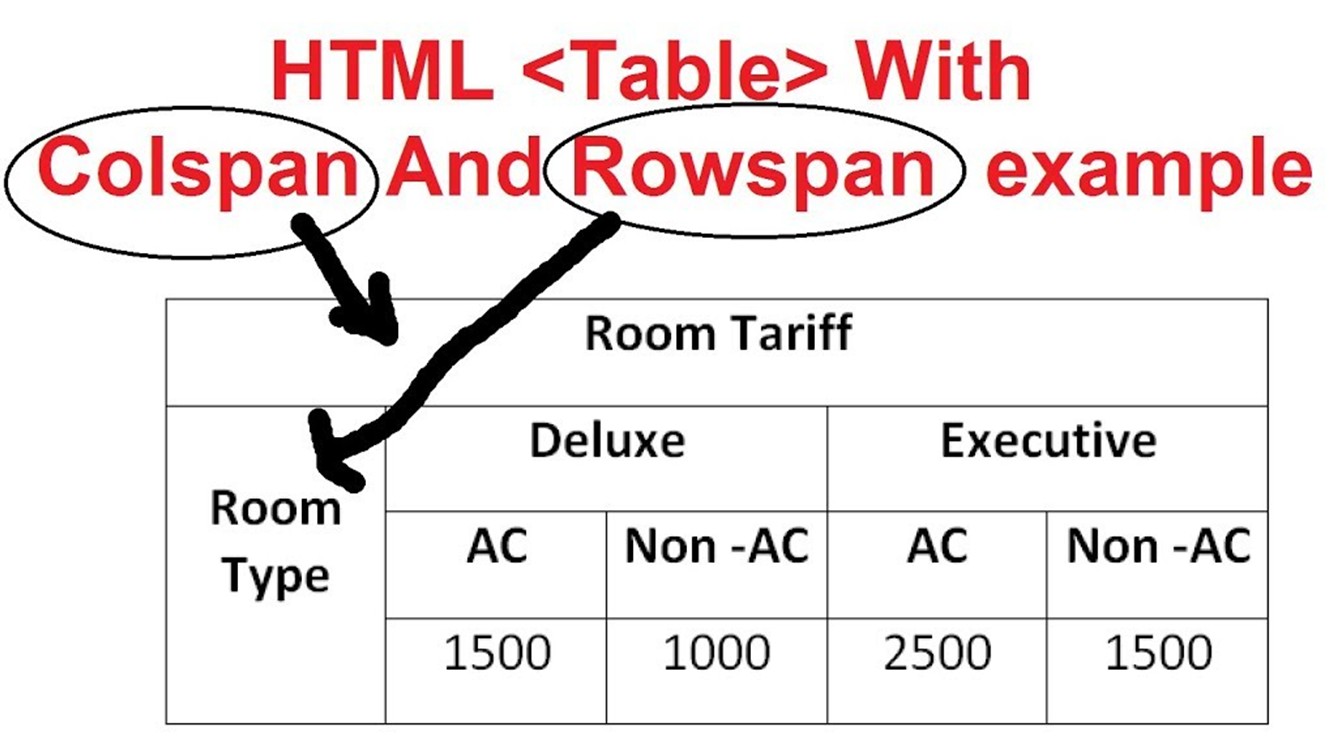 HTML <Table> With
Colspan And Rowspan example
Room Tariff
Room Type
Deluxe
Executive
AC
Non -AC
AC
Non -AC
1500
1000
2500
1500